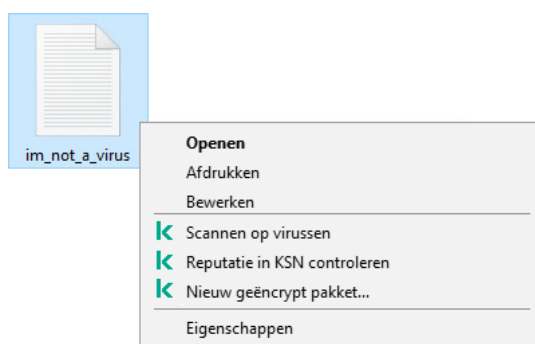 im_not_a_virus
Openen
Afdrukken
Bewerken
Scannen op virussen
Reputatie in KSN controleren
Nieuw geëncrypt pakket...
Eigenschappen